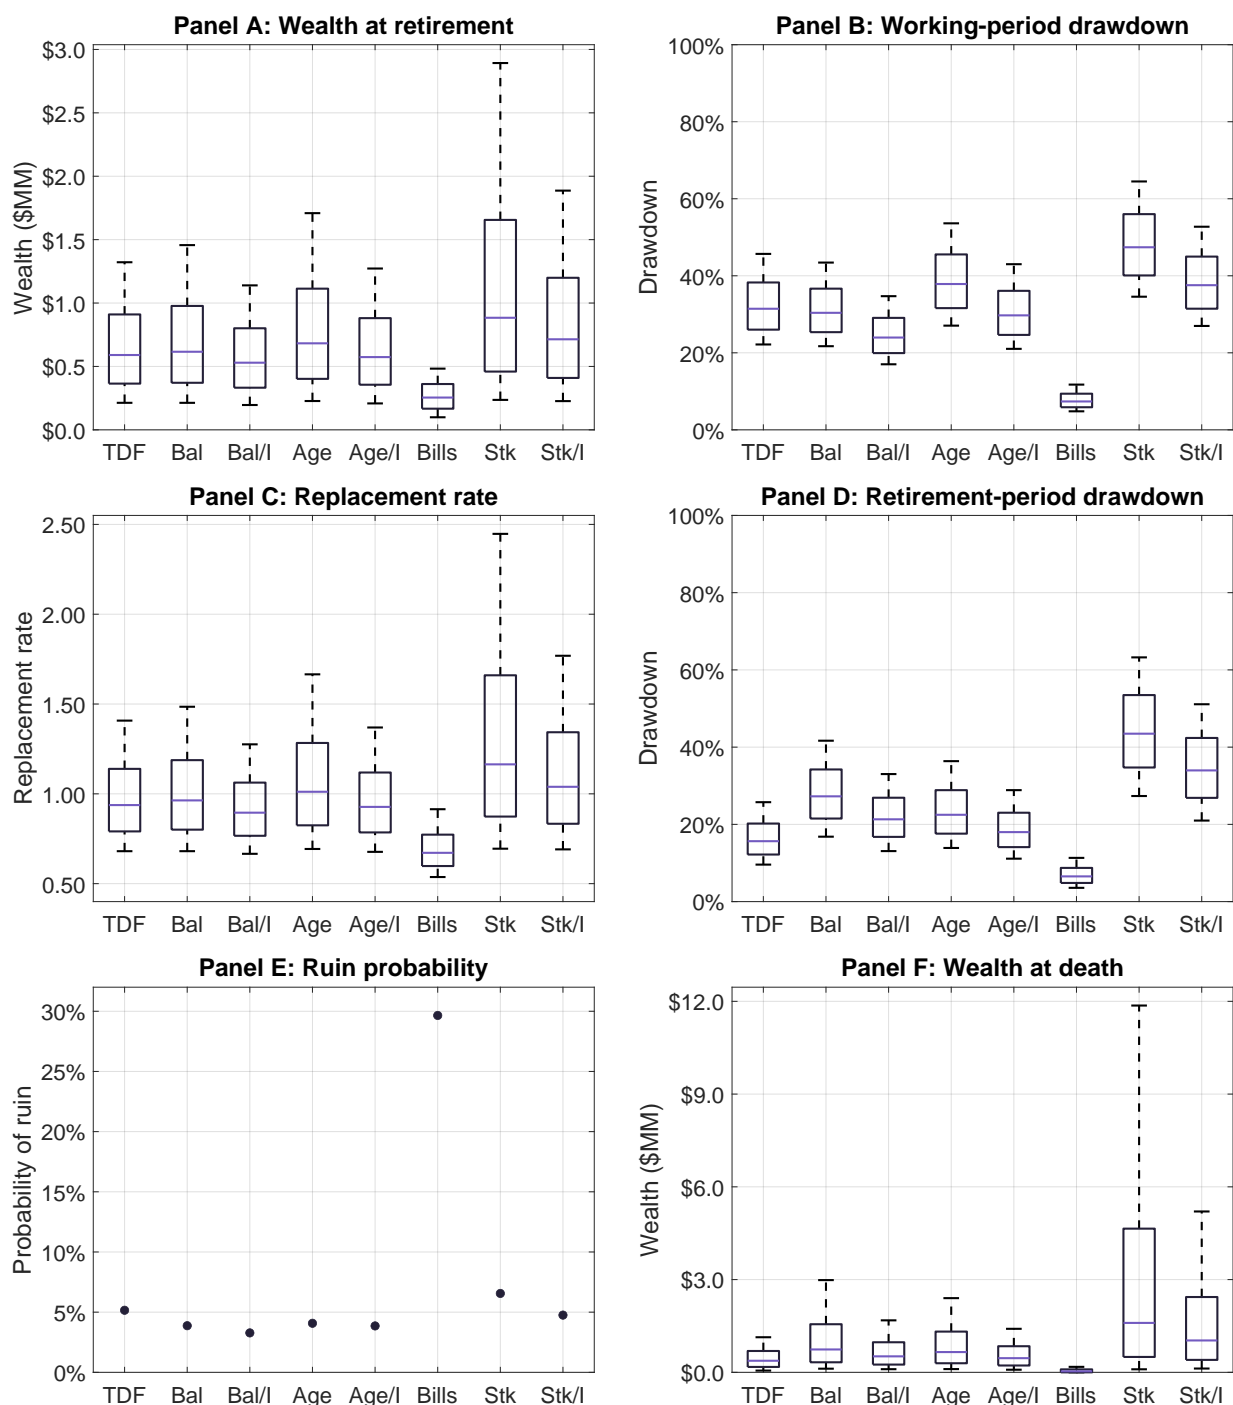 Panel A: Wealth at retirement
Wealth ($MM)
$3.0
$2.5
$2.0
$1.5
$1.0
$0.5
$0.0
TDF Bal Bal/I Age Age/I Bills Stk Stk/I
Panel B: Working-period drawdown
Drawdown
100%
80%
60%
40%
20%
0%
TDF Bal Bal/I Age Age/I Bills Stk Stk/I
Panel C: Replacement rate
Replacement rate
2.50
2.00
1.50
1.00
0.50
TDF Bal Bal/I Age Age/I Bills Stk Stk/I
Panel D: Retirement-period drawdown
Drawdown
100%
80%
60%
40%
20%
0%
TDF Bal Bal/I Age Age/I Bills Stk Stk/I
Panel E: Ruin probability
Probability of ruin
30%
25%
20%
15%
10%
5%
0%
TDF Bal Bal/I Age Age/I Bills Stk Stk/I
Panel F: Wealth at death
Wealth ($MM)
$12.0
$9.0
$6.0
$3.0
$0.0
TDF Bal Bal/I Age Age/I Bills Stk Stk/I